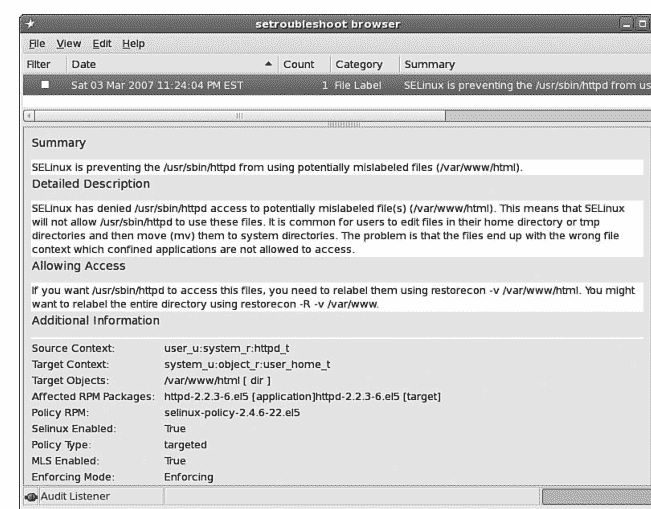 setroubleshoot browser
File View Edit Help
Filter Date Count Category Summary
Sat 03 Mar 2007 11:24:04 PM EST 1 File Label SELinux is preventing the /usr/sbin/httpd from us
Summary
SELinux is preventing the /usr/sbin/httpd from using potentially mislabeled files (/var/www/html).
Detailed Description
SELinux has denied /usr/sbin/httpd access to potentially mislabeled file(s) (/var/www/html). This means that SELinux
will not allow /usr/sbin/httpd to use these files. It is common for users to edit files in their home directory or tmp
directories and then move (mv) them to system directories. The problem is that the files end up with the wrong file
context which confined applications are not allowed to access.
Allowing Access
If you want /usr/sbin/httpd to access this files, you need to relabel them using restorecon -v /var/www/html. You might
want to relabel the entire directory using restorecon -R -v /var/www.
Additional Information
Source Context: user_u:system_r:httpd_t
Target Context: system_u:object_r:user_home_t
Target Objects: /var/www/html [ dir ]
Affected RPM Packages: httpd-2.2.3-6.el5 [application]httpd-2.2.3-6.el5 [target]
Policy RPM: selinux-policy-2.4.6-22.el5
Selinux Enabled: True
Policy Type: targeted
MLS Enabled: True
Enforcing Mode: Enforcing
Audit Listener